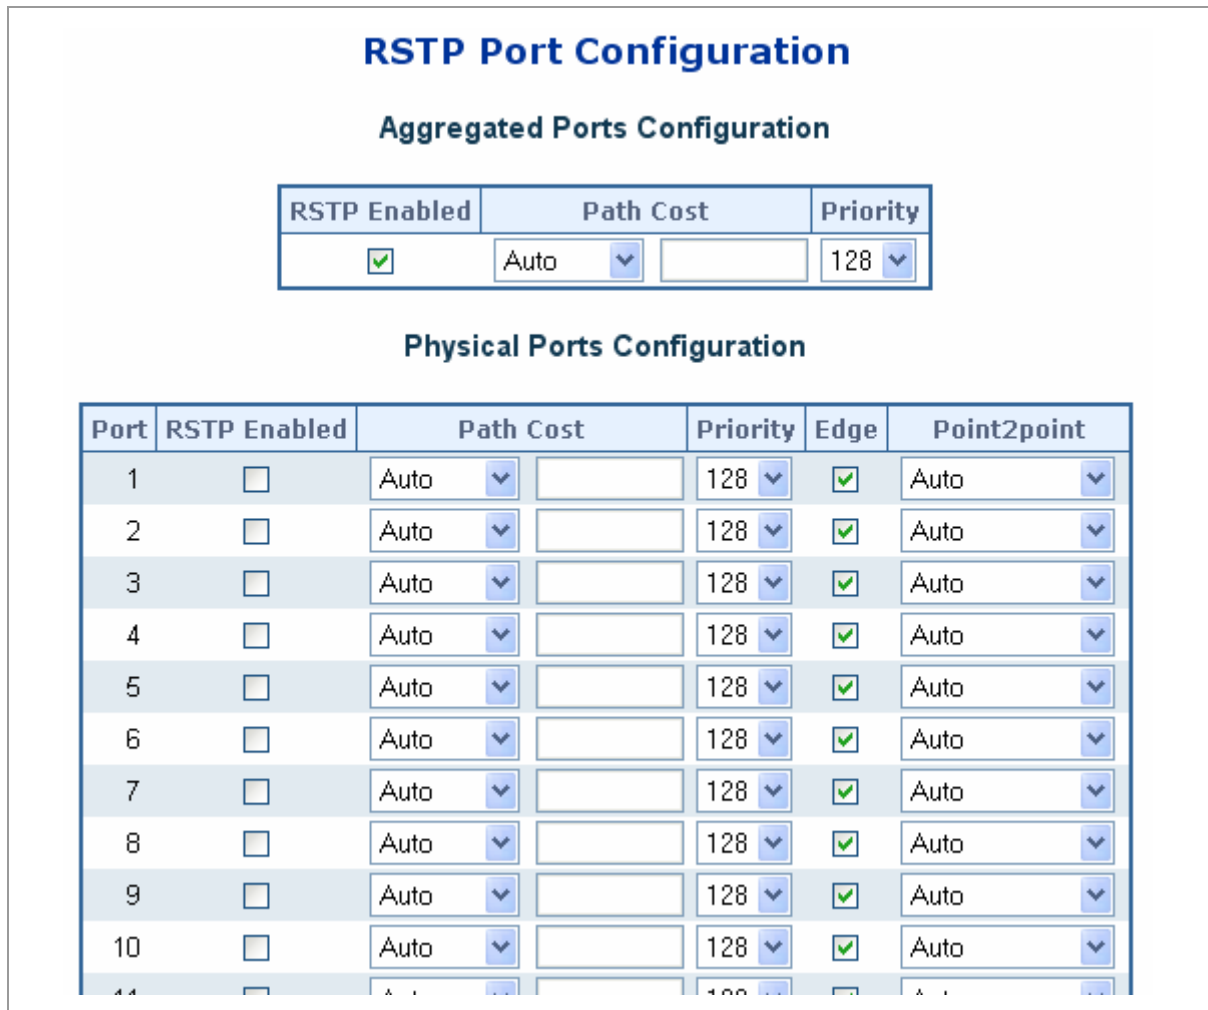 RSTP Port Configuration
Aggregated Ports Configuration
RSTP Enabled Path Cost Priority
Auto 128
Physical Ports Configuration
Port RSTP Enabled Path Cost Priority Edge Point2point
1 Auto 128 Auto
2 Auto 128 Auto
3 Auto 128 Auto
4 Auto 128 Auto
5 Auto 128 Auto
6 Auto 128 Auto
7 Auto 128 Auto
8 Auto 128 Auto
9 Auto 128 Auto
10 Auto 128 Auto